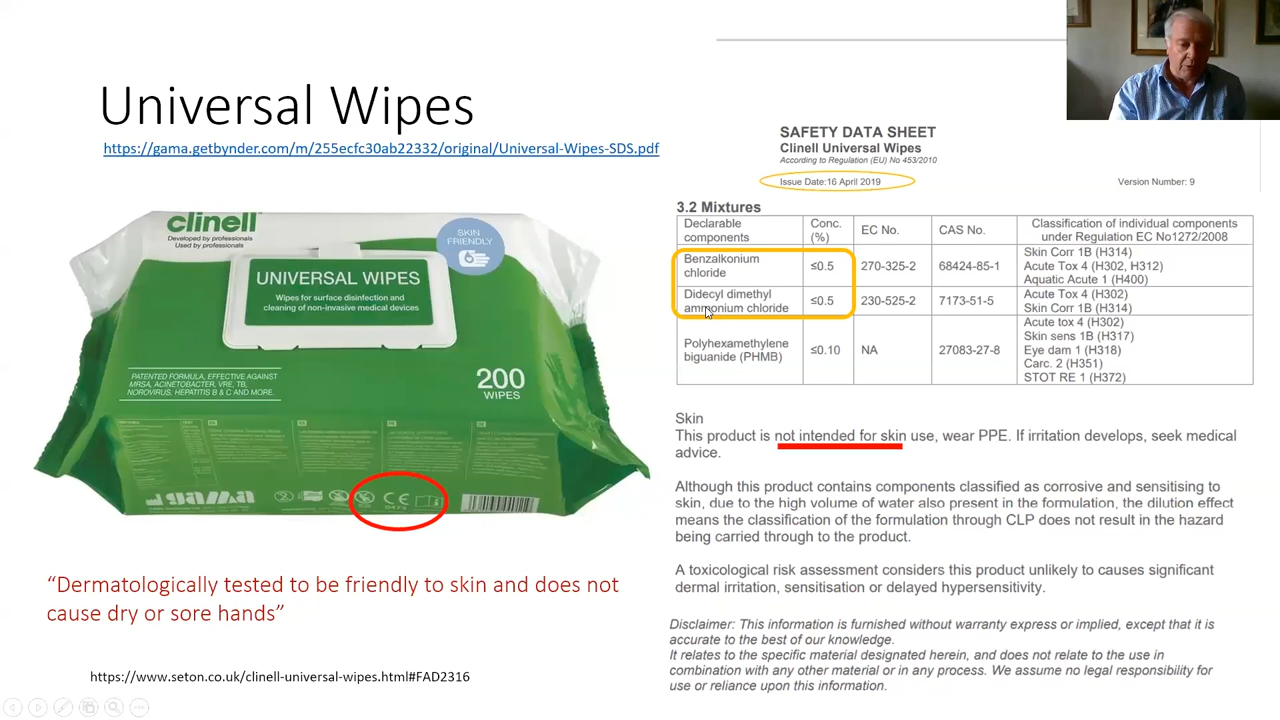 Universal Wipes
https://gama.getbynder.com/m/255ecfc30ab22332/original/Universal-Wipes-SDS.pdf
clinell
Developed by professionals
Used by professionals
SKIN
FRIENDLY
UNIVERSAL WIPES
Wipes for surface disinfection and
cleaning of non-invasive medical devices
PATENTED FORMULA, EFFECTIVE AGAINST
MRSA, ACINETOBACTER, VRE, TB,
NOROVIRUS, HEPATITIS B & C AND MORE.
200
WIPES
gama
CE
“Dermatologically tested to be friendly to skin and does not
cause dry or sore hands”
https://www.seton.co.uk/clinell-universal-wipes.html#FAD2316
SAFETY DATA SHEET
Clinell Universal Wipes
According to Regulation (EU) No 453/2010
Issue Date:16 April 2019
Version Number: 9
3.2 Mixtures
Declarable components Conc. (%) EC No. CAS No. Classification of individual components under Regulation EC No1272/2008
Benzalkonium chloride ≤0.5 270-325-2 68424-85-1 Skin Corr 1B (H314)
Acute Tox 4 (H302, H312)
Aquatic Acute 1 (H400)
Didecyl dimethyl ammonium chloride ≤0.5 230-525-2 7173-51-5 Acute Tox 4 (H302)
Skin Corr 1B (H314)
Polyhexamethylene biguanide (PHMB) ≤0.10 NA 27083-27-8 Acute tox 4 (H302)
Skin sens 1B (H317)
Eye dam 1 (H318)
Carc. 2 (H351)
STOT RE 1 (H372)
Skin
This product is not intended for skin use, wear PPE. If irritation develops, seek medical
advice.
Although this product contains components classified as corrosive and sensitising to
skin, due to the high volume of water also present in the formulation, the dilution effect
means the classification of the formulation through CLP does not result in the hazard
being carried through to the product.
A toxicological risk assessment considers this product unlikely to causes significant
dermal irritation, sensitisation or delayed hypersensitivity.
Disclaimer: This information is furnished without warranty express or implied, except that it is
accurate to the best of our knowledge.
It relates to the specific material designated herein, and does not relate to the use in
combination with any other material or in any process. We assume no legal responsibility for
use or reliance upon this information.